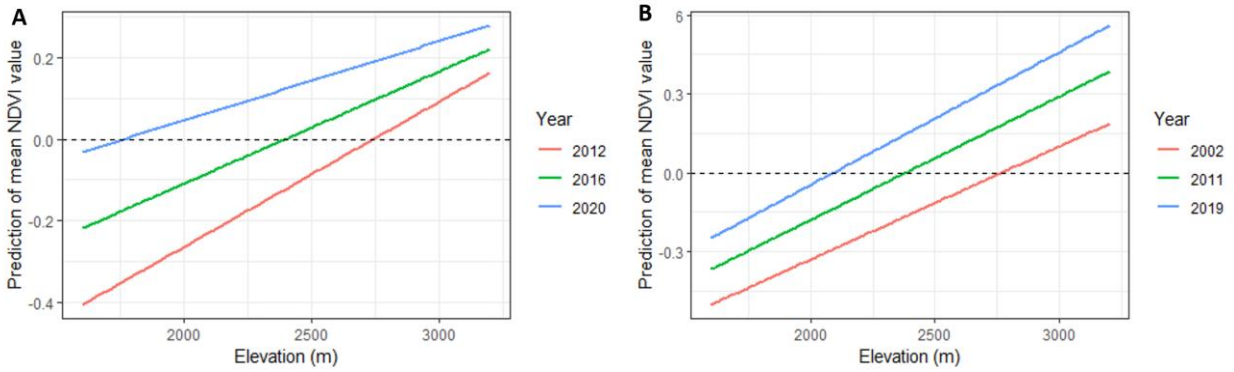 A
Prediction of mean NDVI value
0.2
0.0
-0.2
-0.4
2000
2500
3000
Elevation (m)
Year
2012
2016
2020
B
Prediction of mean NDVI value
6
0.3
0.0
-0.3
2000
2500
3000
Elevation (m)
Year
2002
2011
2019